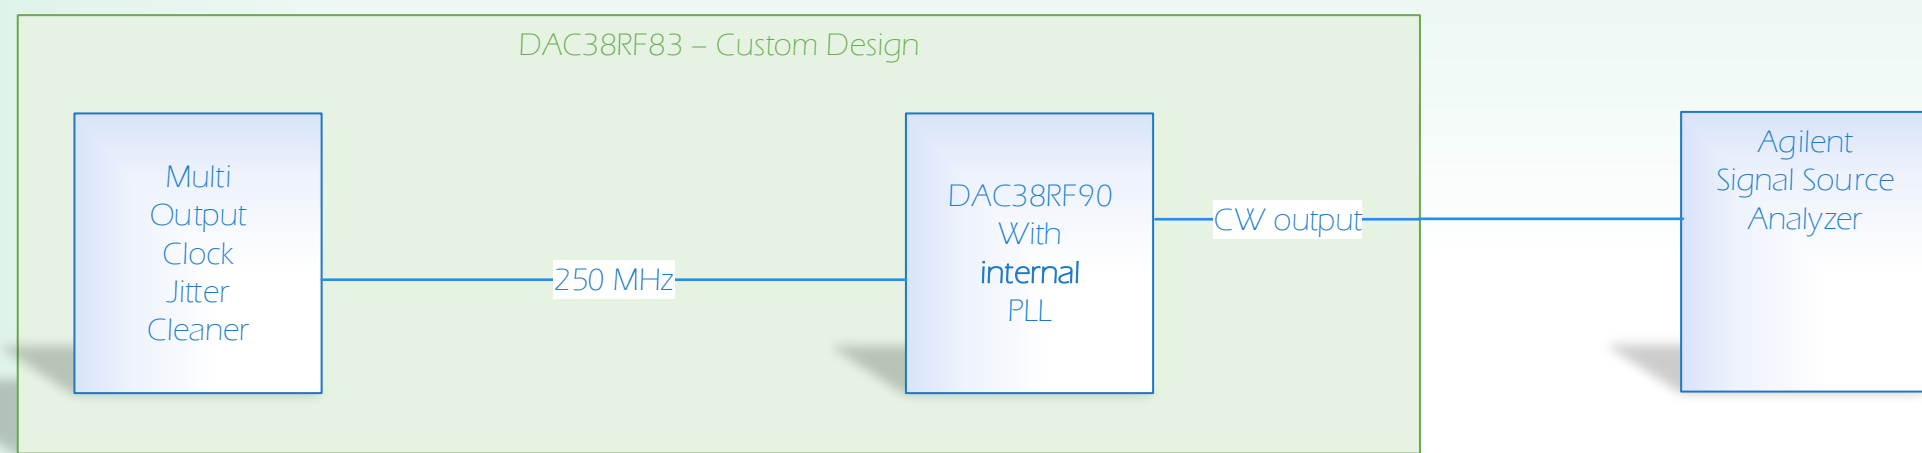 DAC38RF83 – Custom Design
Multi
Output
Clock
Jitter
Cleaner
250 MHz
DAC38RF90
With
internal
PLL
CW output
Agilent
Signal Source
Analyzer